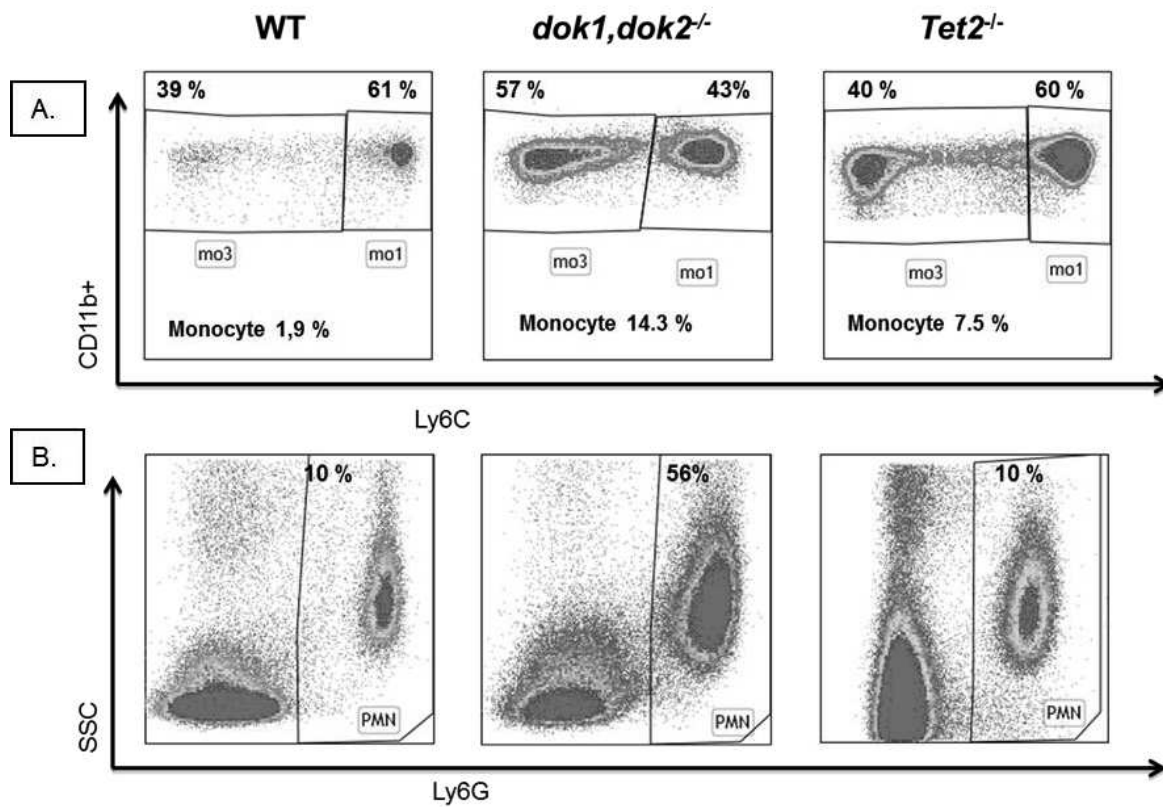 WT dok1,dok2-/- Tet2-/-
A.
39 % 61 % 57 % 43% 40 % 60 %
mo3 mo1 mo3 mo1 mo3 mo1
Monocyte 1,9 % Monocyte 14.3 % Monocyte 7.5 %
CD11b+
Ly6C
B.
10 % 56% 10 %
PMN PMN PMN
SSC
Ly6G